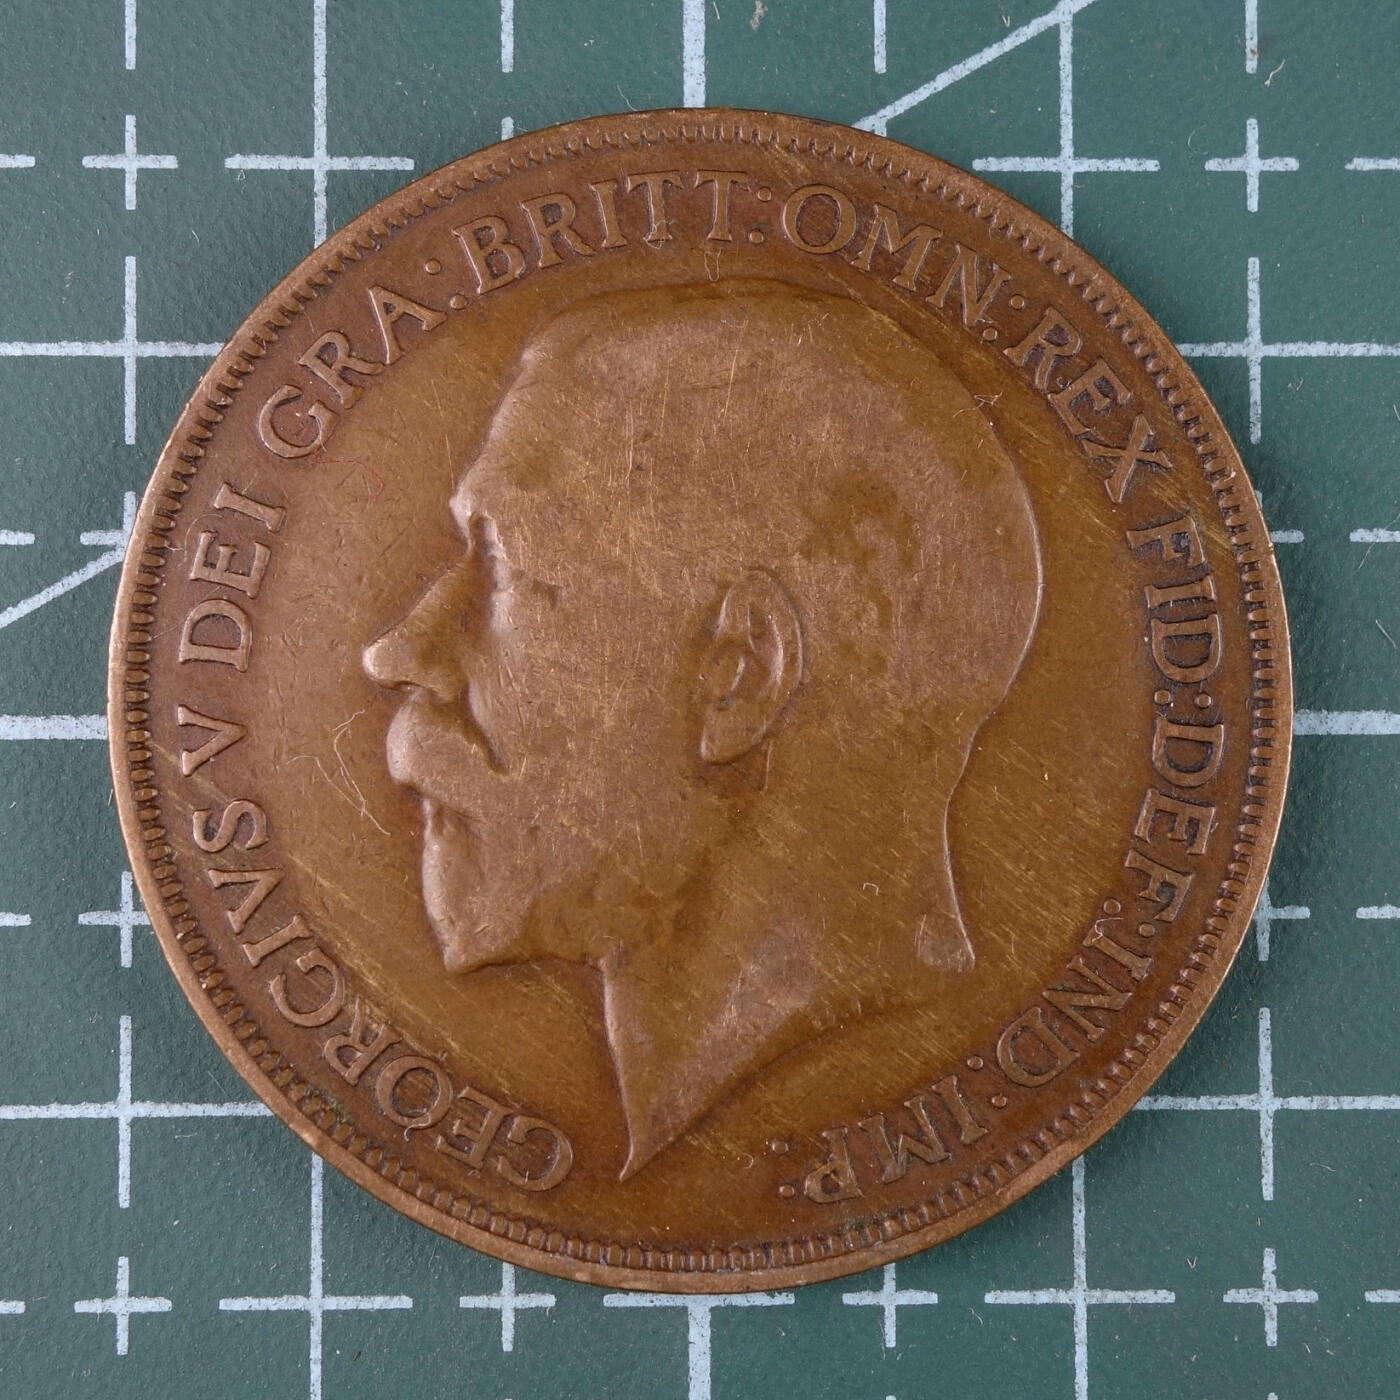 GEORGIVS V DEI GRA: BRITT: OMN: REX FID: DEF: IND: IMP: